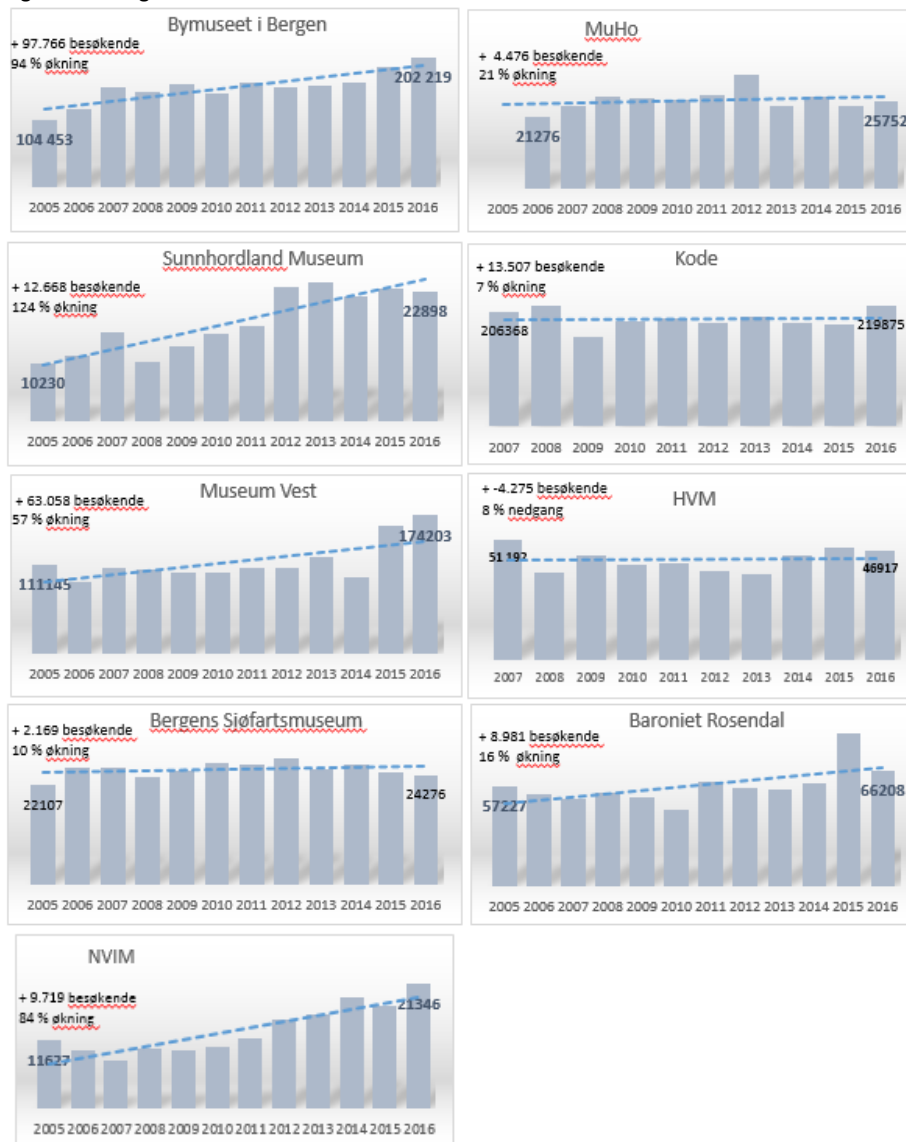 Bymuseet i Bergen
+ 97.766 besøkende
94 % økning
104 453
202 219
2005 2006 2007 2008 2009 2010 2011 2012 2013 2014 2015 2016
MuHo
+ 4.476 besøkende
21 % økning
21276
25752
2005 2006 2007 2008 2009 2010 2011 2012 2013 2014 2015 2016
Sunnhordland Museum
+ 12.668 besøkende
124 % økning
10230
22898
2005 2006 2007 2008 2009 2010 2011 2012 2013 2014 2015 2016
Kode
+ 13.507 besøkende
7 % økning
206368
219875
2007 2008 2009 2010 2011 2012 2013 2014 2015 2016
Museum Vest
+ 63.058 besøkende
57 % økning
111145
174203
2005 2006 2007 2008 2009 2010 2011 2012 2013 2014 2015 2016
HVM
+ -4.275 besøkende
8 % nedgang
51 192
46917
2007 2008 2009 2010 2011 2012 2013 2014 2015 2016
Bergens Sjøfartsmuseum
+ 2.169 besøkende
10 % økning
22107
24276
2005 2006 2007 2008 2009 2010 2011 2012 2013 2014 2015 2016
Baroniet Rosendal
+ 8.981 besøkende
16 % økning
57227
66208
2005 2006 2007 2008 2009 2010 2011 2012 2013 2014 2015 2016
NVIM
+ 9.719 besøkende
84 % økning
11627
21346
2005 2006 2007 2008 2009 2010 2011 2012 2013 2014 2015 2016